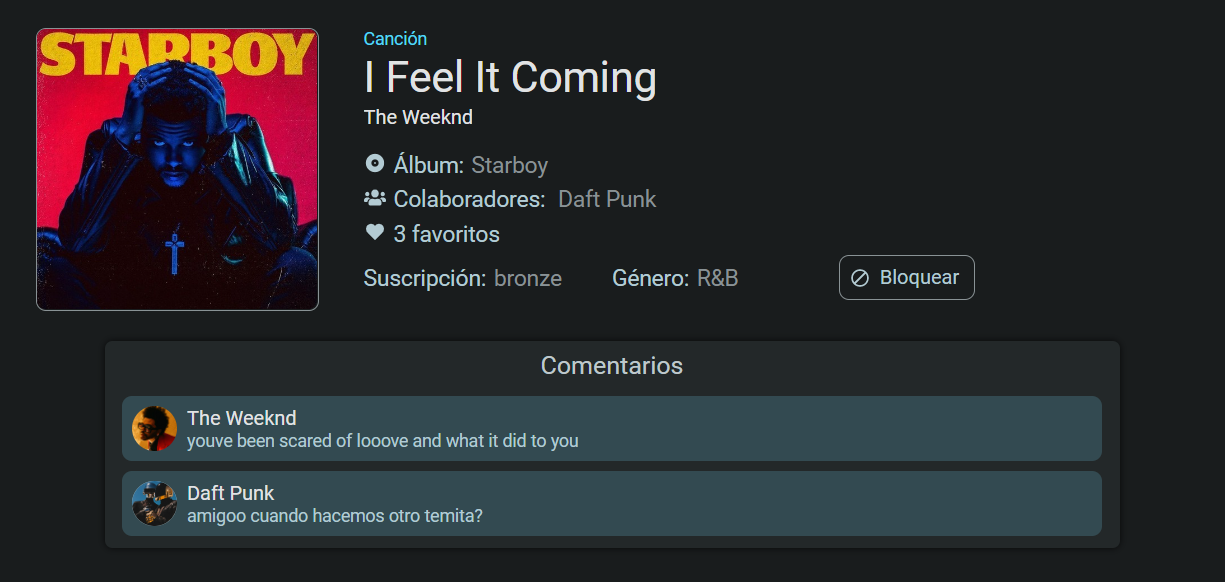 STARBOY
Canción
I Feel It Coming
The Weeknd
Álbum: Starboy
Colaboradores: Daft Punk
3 favoritos
Suscripción: bronze Género: R&B Bloquear
Comentarios
The Weeknd
youve been scared of looove and what it did to you
Daft Punk
amigoo cuando hacemos otro temita?